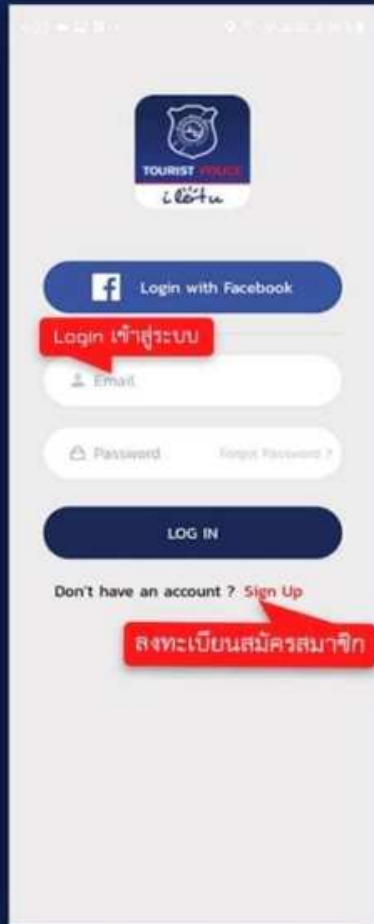 TOURIST POLICE
i lert u
Login with Facebook
Login เข้าสู่ระบบ
Email
Password Forgot Password ?
LOG IN
Don't have an account ? Sign Up
ลงทะเบียนสมัครสมาชิก